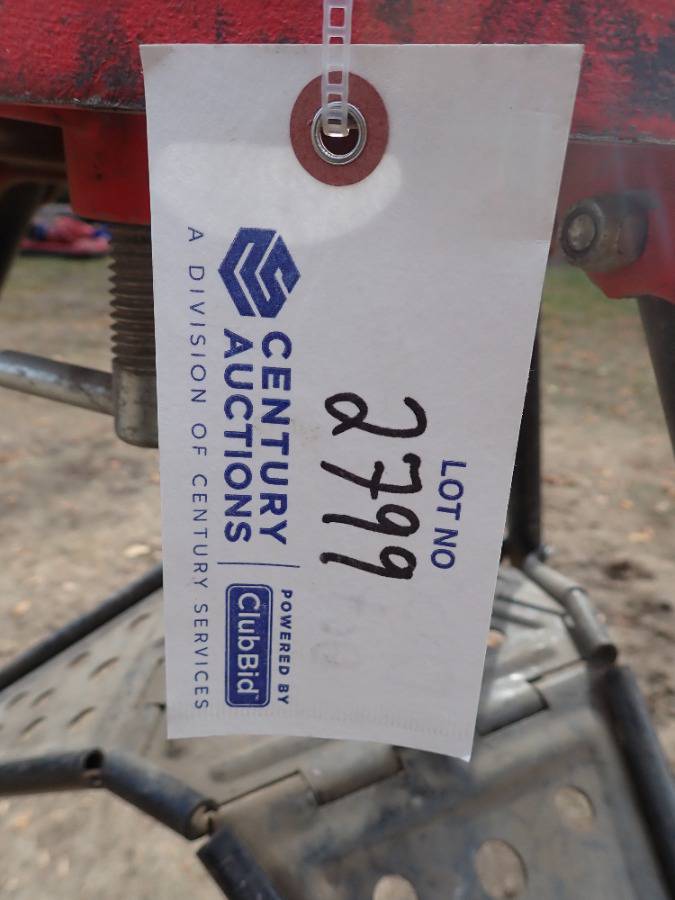 LOT NO
2799
CENTURY
AUCTIONS
POWERED BY
ClubBid
A DIVISION OF CENTURY SERVICES